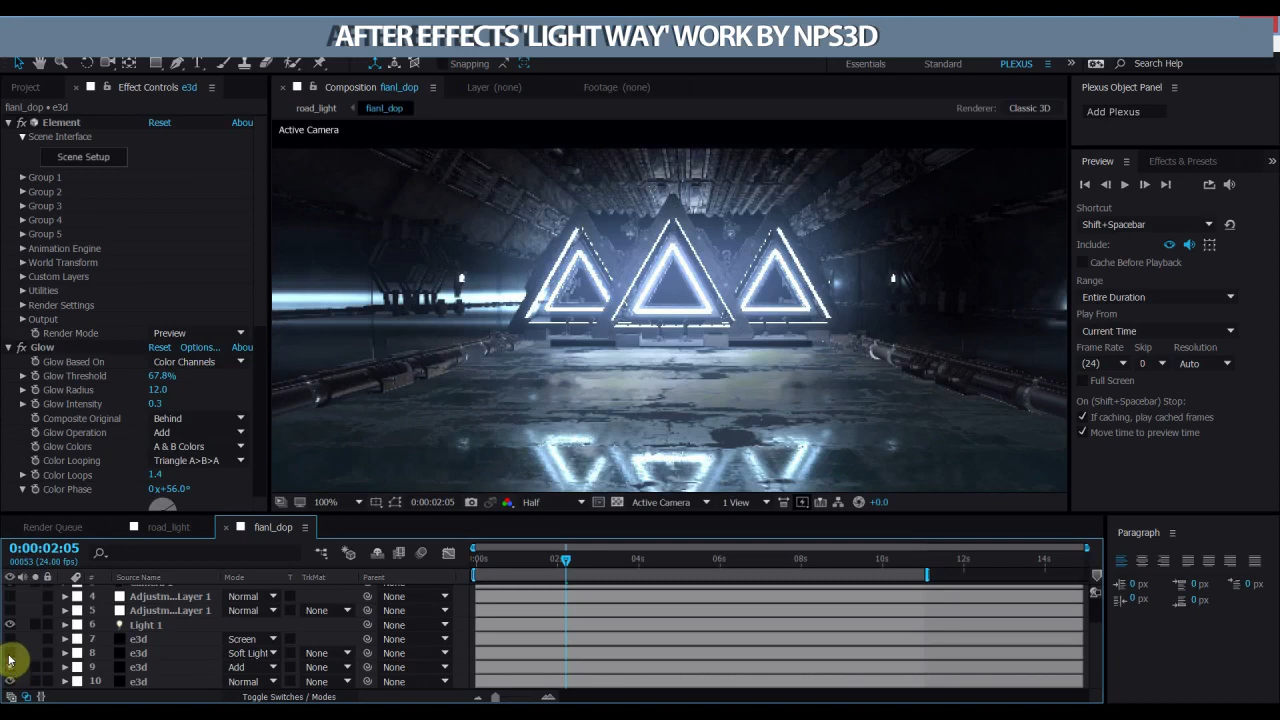 AFTER EFFECTS 'LIGHT WAY' WORK BY NPS3D
Snapping
Essentials
Standard
PLEXUS
Search Help
Project
Effect Controls e3d
Composition fianl_dop
Layer (none)
Footage (none)
Plexus Object Panel
fianl_dop • e3d
road_light
fianl_dop
Renderer:
Classic 3D
Add Plexus
fx Element
Reset
Abou
Active Camera
Scene Interface
Scene Setup
Preview
Effects & Presets
Group 1
Group 2
Group 3
Group 4
Group 5
Animation Engine
World Transform
Custom Layers
Utilities
Render Settings
Output
Render Mode
Preview
fx Glow
Reset
Options...
Abou
Glow Based On
Color Channels
Glow Threshold
67.8%
Glow Radius
12.0
Glow Intensity
0.3
Composite Original
Behind
Glow Operation
Add
Glow Colors
A & B Colors
Color Looping
Triangle A>B>A
Color Loops
1.4
Color Phase
0x+56.0°
Shortcut
Shift+Spacebar
Include:
Cache Before Playback
Range
Entire Duration
Play From
Current Time
Frame Rate
Skip
Resolution
(24)
0
Auto
Full Screen
On (Shift+Spacebar) Stop:
If caching, play cached frames
Move time to preview time
100%
0:00:02:05
Half
Active Camera
1 View
+0.0
Render Queue
road_light
fianl_dop
Paragraph
0:00:02:05
00053 (24.00 fps)
:00s
02
04s
06s
08s
10s
12s
14s
#
Source Name
Mode
T
TrkMat
Parent
4
Adjustm...Layer 1
Normal
None
5
Adjustm...Layer 1
Normal
None
None
6
Light 1
None
7
e3d
Screen
None
8
e3d
Soft Light
None
None
9
e3d
Add
None
None
10
e3d
Normal
None
None
Toggle Switches / Modes
0 px
0 px
0 px
0 px
0 px